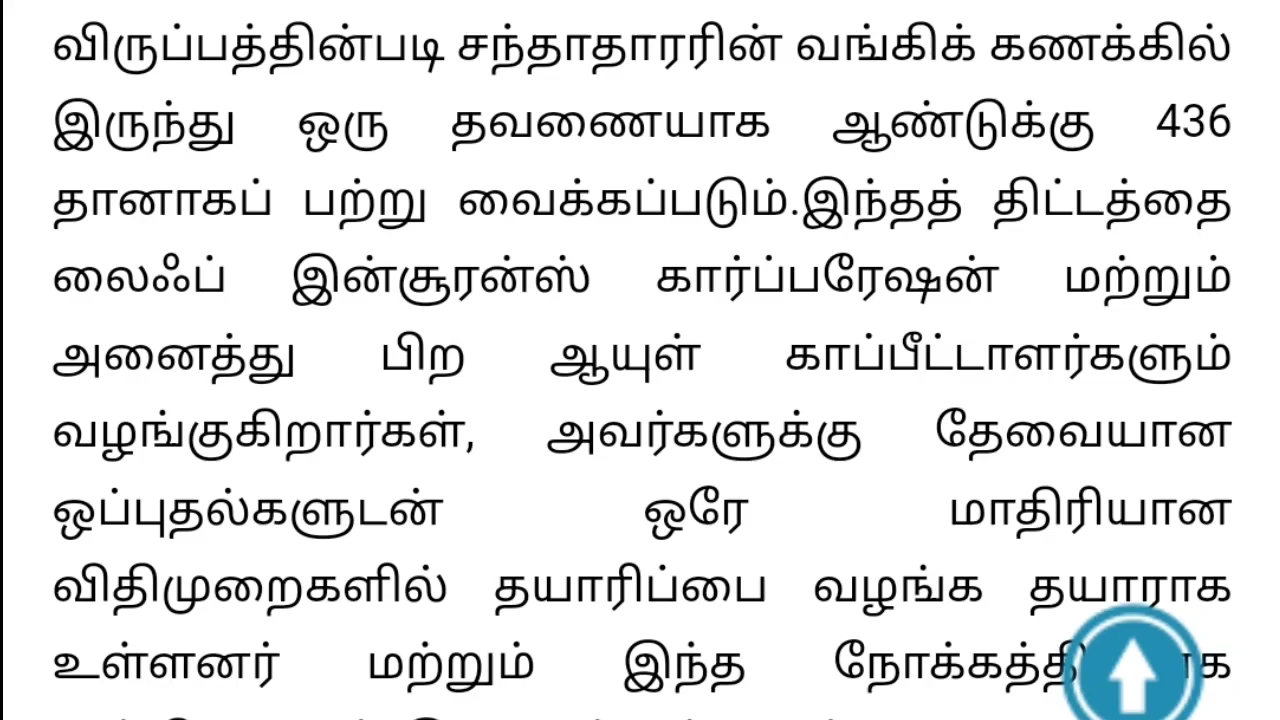 விருப்பத்தின்படி சந்தாதாரரின் வங்கிக் கணக்கில்
இருந்து ஒரு தவணையாக ஆண்டுக்கு 436
தானாகப் பற்று வைக்கப்படும்.இந்தத் திட்டத்தை
லைஃப் இன்சூரன்ஸ் கார்ப்பரேஷன் மற்றும்
அனைத்து பிற ஆயுள் காப்பீட்டாளர்களும்
வழங்குகிறார்கள், அவர்களுக்கு தேவையான
ஒப்புதல்களுடன் ஒரே மாதிரியான
விதிமுறைகளில் தயாரிப்பை வழங்க தயாராக
உள்ளனர் மற்றும் இந்த